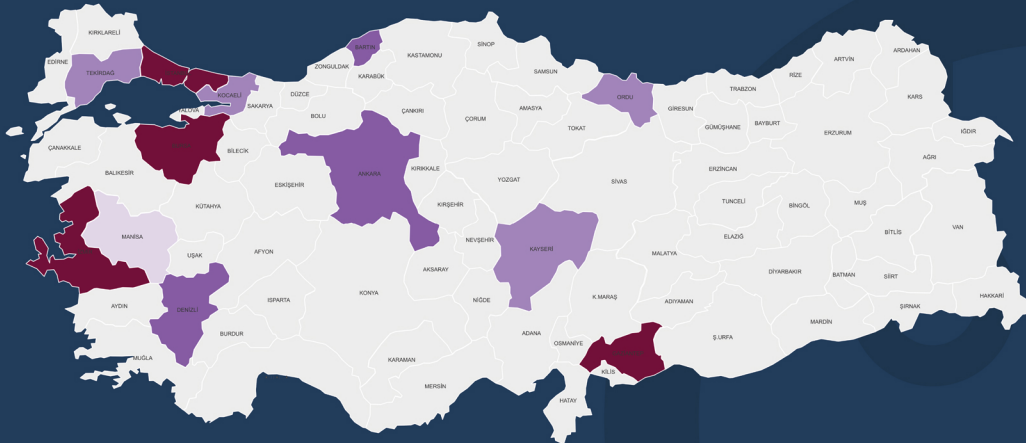 KIRKLARELİ
EDİRNE
TEKİRDAĞ
KOCAELİ
YALOVA
SAKARYA
DÜZCE
ZONGULDAK
BARTIN
KARABÜK
KASTAMONU
SİNOP
SAMSUN
ORDU
GİRESUN
TRABZON
RİZE
ARTVİN
ARDAHAN
KARS
IĞDIR
ÇANAKKALE
BALIKESİR
BİLECİK
BOLU
ÇANKIRI
ÇORUM
AMASYA
TOKAT
GÜMÜŞHANE
BAYBURT
ERZURUM
AĞRI
ESKİŞEHİR
ANKARA
KIRIKKALE
YOZGAT
SİVAS
ERZİNCAN
KÜTAHYA
KIRŞEHİR
TUNCELİ
BİNGÖL
MUŞ
VAN
MANİSA
UŞAK
AFYON
NEVŞEHİR
KAYSERİ
MALATYA
ELAZIĞ
BİTLİS
AKSARAY
DİYARBAKIR
BATMAN
SİİRT
HAKKARİ
AYDIN
DENİZLİ
ISPARTA
KONYA
NİĞDE
K.MARAŞ
ADIYAMAN
MARDİN
ŞIRNAK
BURDUR
ADANA
OSMANİYE
Ş.URFA
MUĞLA
KARAMAN
KİLİS
MERSİN
HATAY